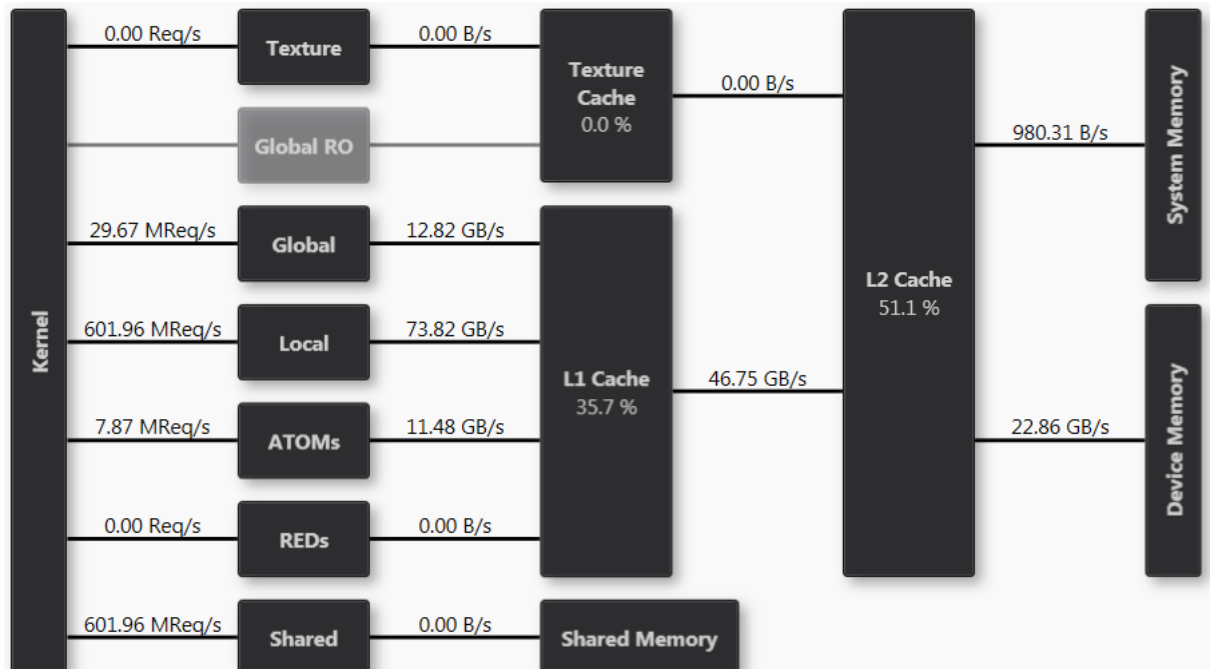 0.00 Req/s
Texture
0.00 B/s
Texture
Cache
0.0 %
0.00 B/s
Global RO
980.31 B/s
System Memory
29.67 MReq/s
Global
12.82 GB/s
L2 Cache
51.1 %
Kernel
601.96 MReq/s
Local
73.82 GB/s
L1 Cache
35.7 %
46.75 GB/s
7.87 MReq/s
ATOMs
11.48 GB/s
22.86 GB/s
Device Memory
0.00 Req/s
REDs
0.00 B/s
601.96 MReq/s
Shared
0.00 B/s
Shared Memory